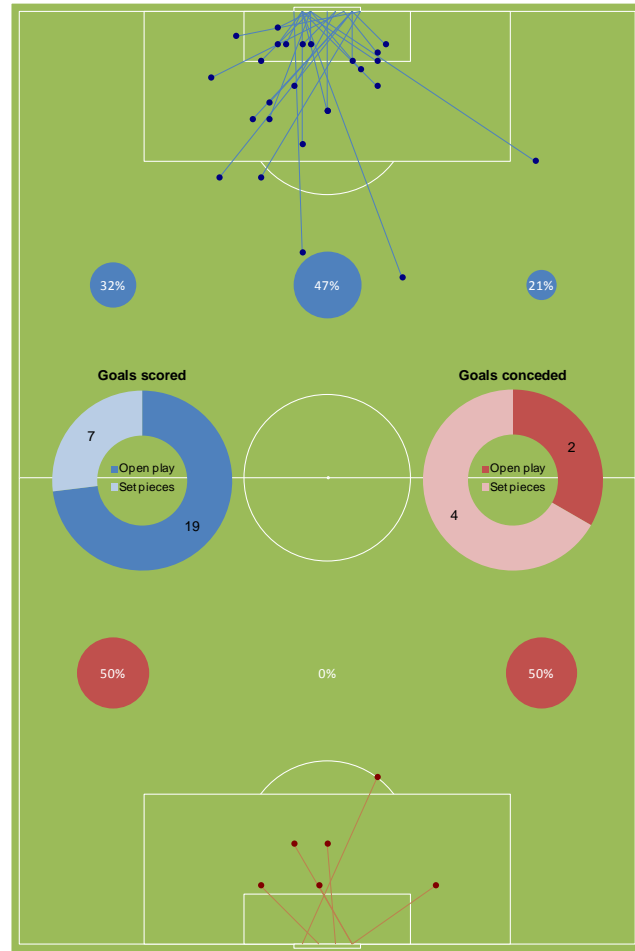 32%
47%
21%
Goals scored
Goals conceded
7
Open play
Set pieces
19
2
Open play
Set pieces
4
50%
0%
50%